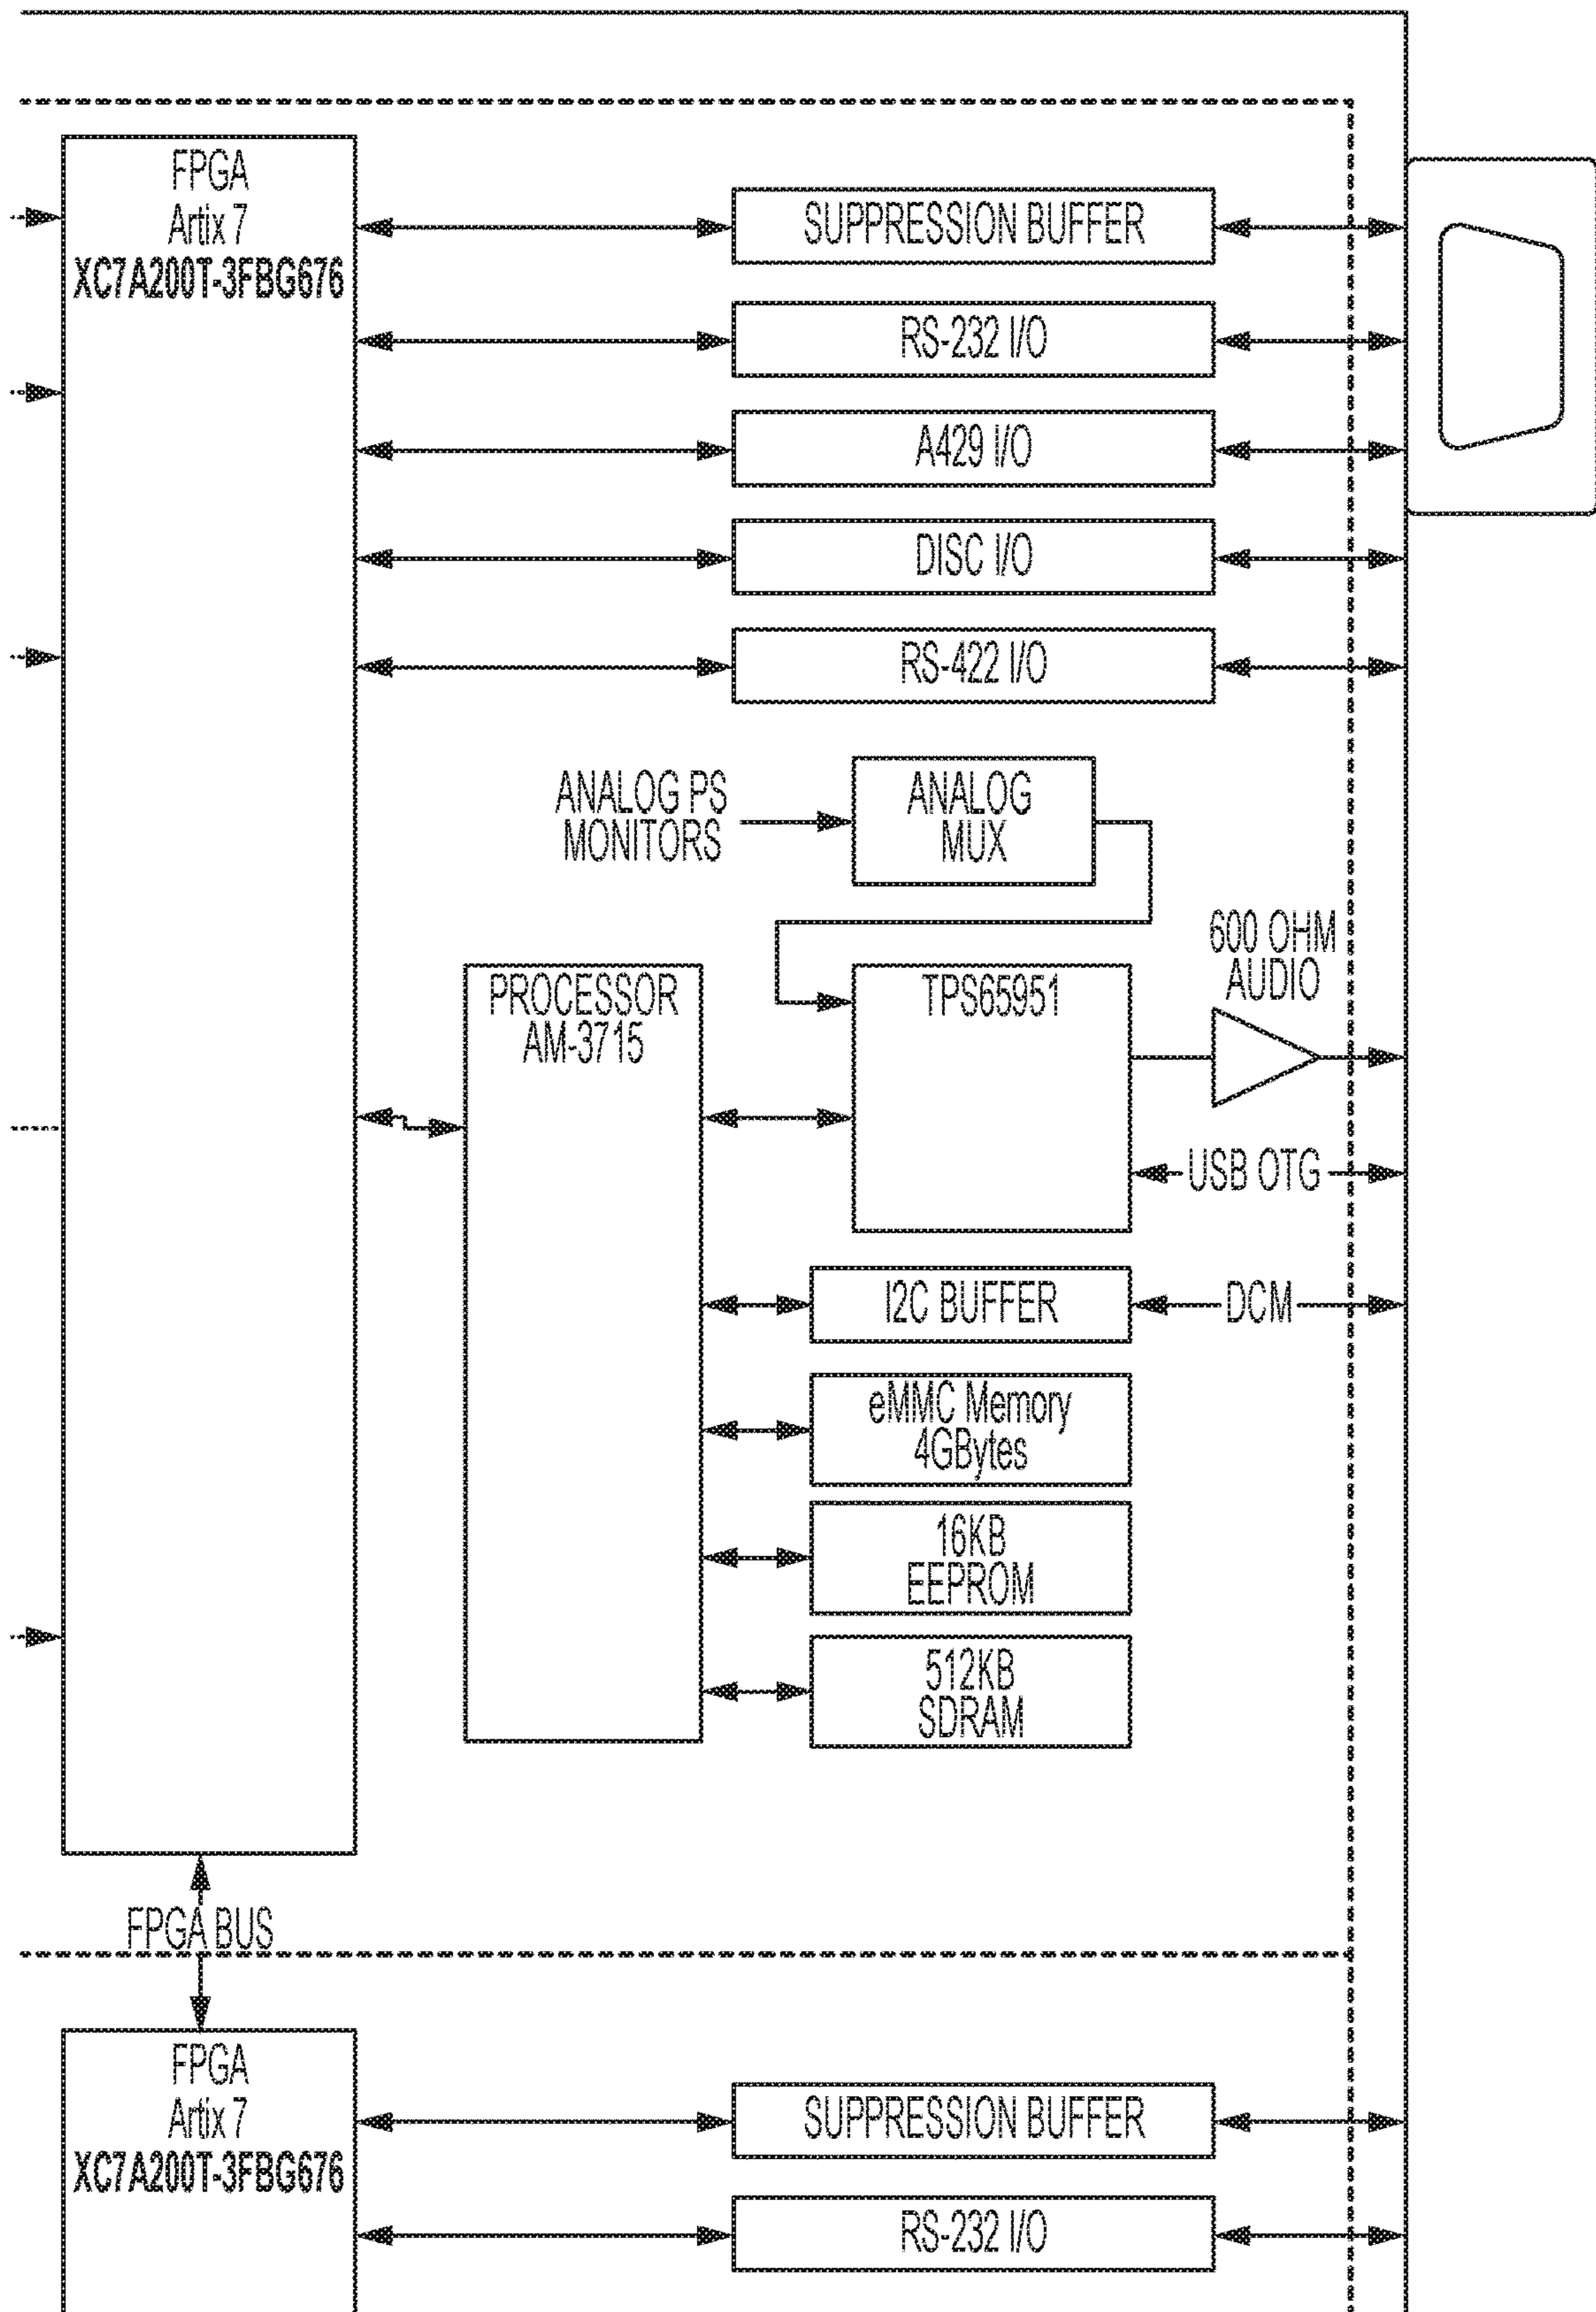 FPGA
Artix 7
XC7A200T-3FBG676
SUPPRESSION BUFFER
RS-232 I/O
A429 I/O
DISC I/O
RS-422 I/O
ANALOG PS
MONITORS
ANALOG
MUX
600 OHM
AUDIO
PROCESSOR
AM-3715
TPS65951
USB OTG
I2C BUFFER
DCM
eMMC Memory
4GBytes
16KB
EEPROM
512KB
SDRAM
FPGA BUS
FPGA
Artix 7
XC7A200T-3FBG676
SUPPRESSION BUFFER
RS-232 I/O